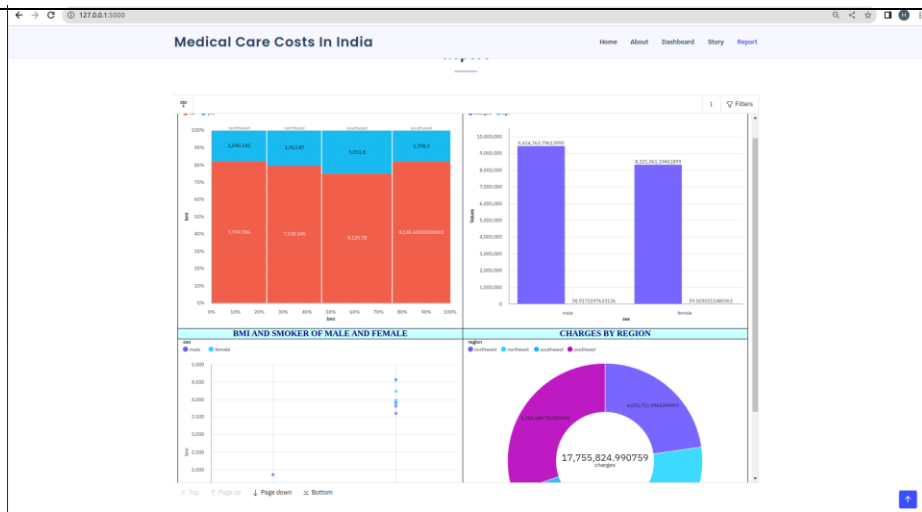 127.0.0.1:5000
Medical Care Costs In India
Home About Dashboard Story Report
Filters
100%
90%
80%
70%
60%
50%
40%
30%
20%
10%
0%
bmi
northwest northeast southeast southwest
7,128.345
9,129.78
0% 10% 20% 30% 40% 50% 60% 70% 80% 90% 100%
bmi
10,000,000
9,000,000
8,000,000
7,000,000
6,000,000
5,000,000
4,000,000
3,000,000
2,000,000
1,000,000
0
Values
male female
sex
BMI AND SMOKER OF MALE AND FEMALE
sex
male female
5,000
4,500
4,000
3,500
3,000
2,500
2,000
bmi
CHARGES BY REGION
region
northwest northeast southwest southeast
17,755,824.990759
charges
Top Page up Page down Bottom